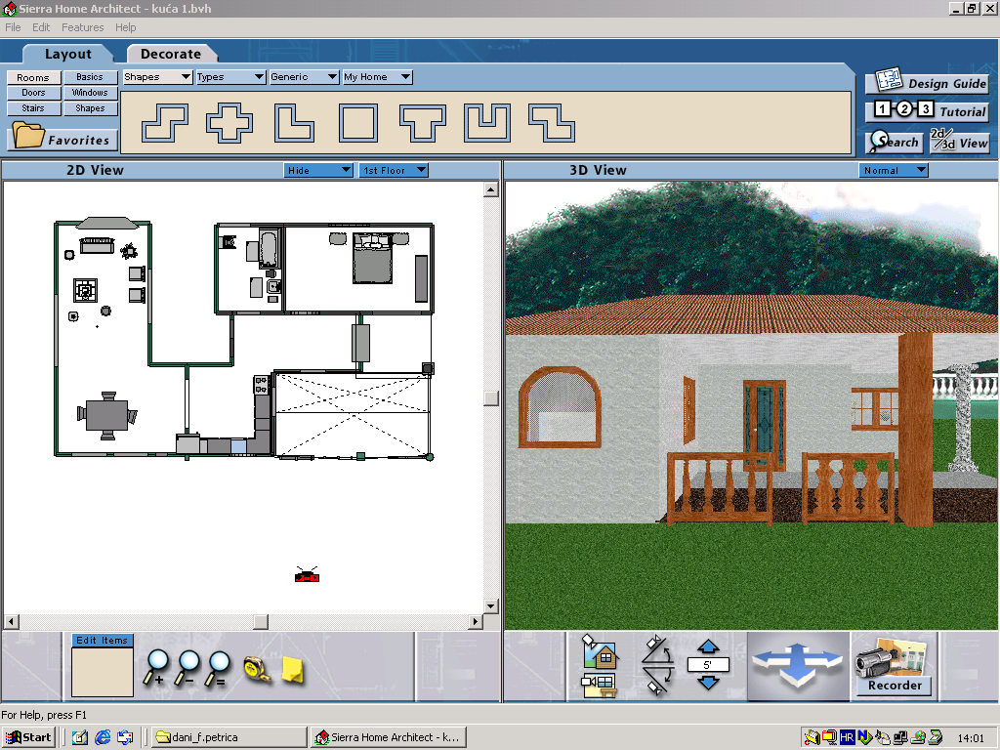 Sierra Home Architect - kuća 1.bvh
File Edit Features Help
Layout Decorate
Rooms Basics Shapes Types Generic My Home
Doors Windows
Stairs Shapes
Favorites
Design Guide
1 2 3 Tutorial
Search 2d/3d View
2D View Hide 1st Floor 3D View Normal
Edit Items
5'
Recorder
For Help, press F1
Start dani_f.petrica Sierra Home Architect - k... HR 14:01